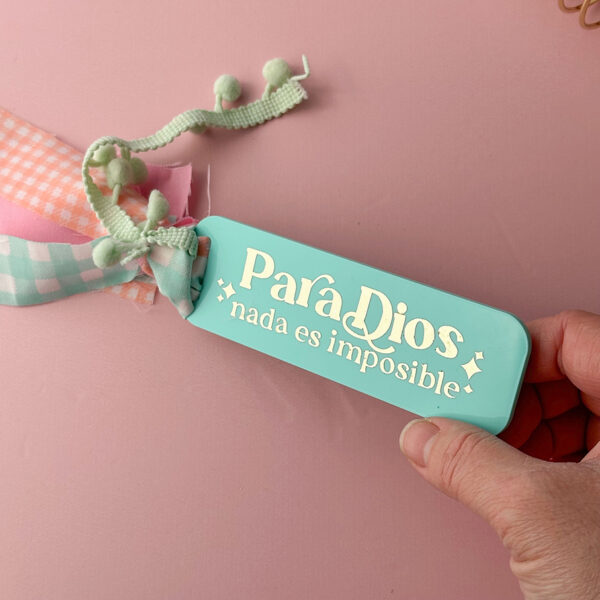 Para Dios
nada es imposible